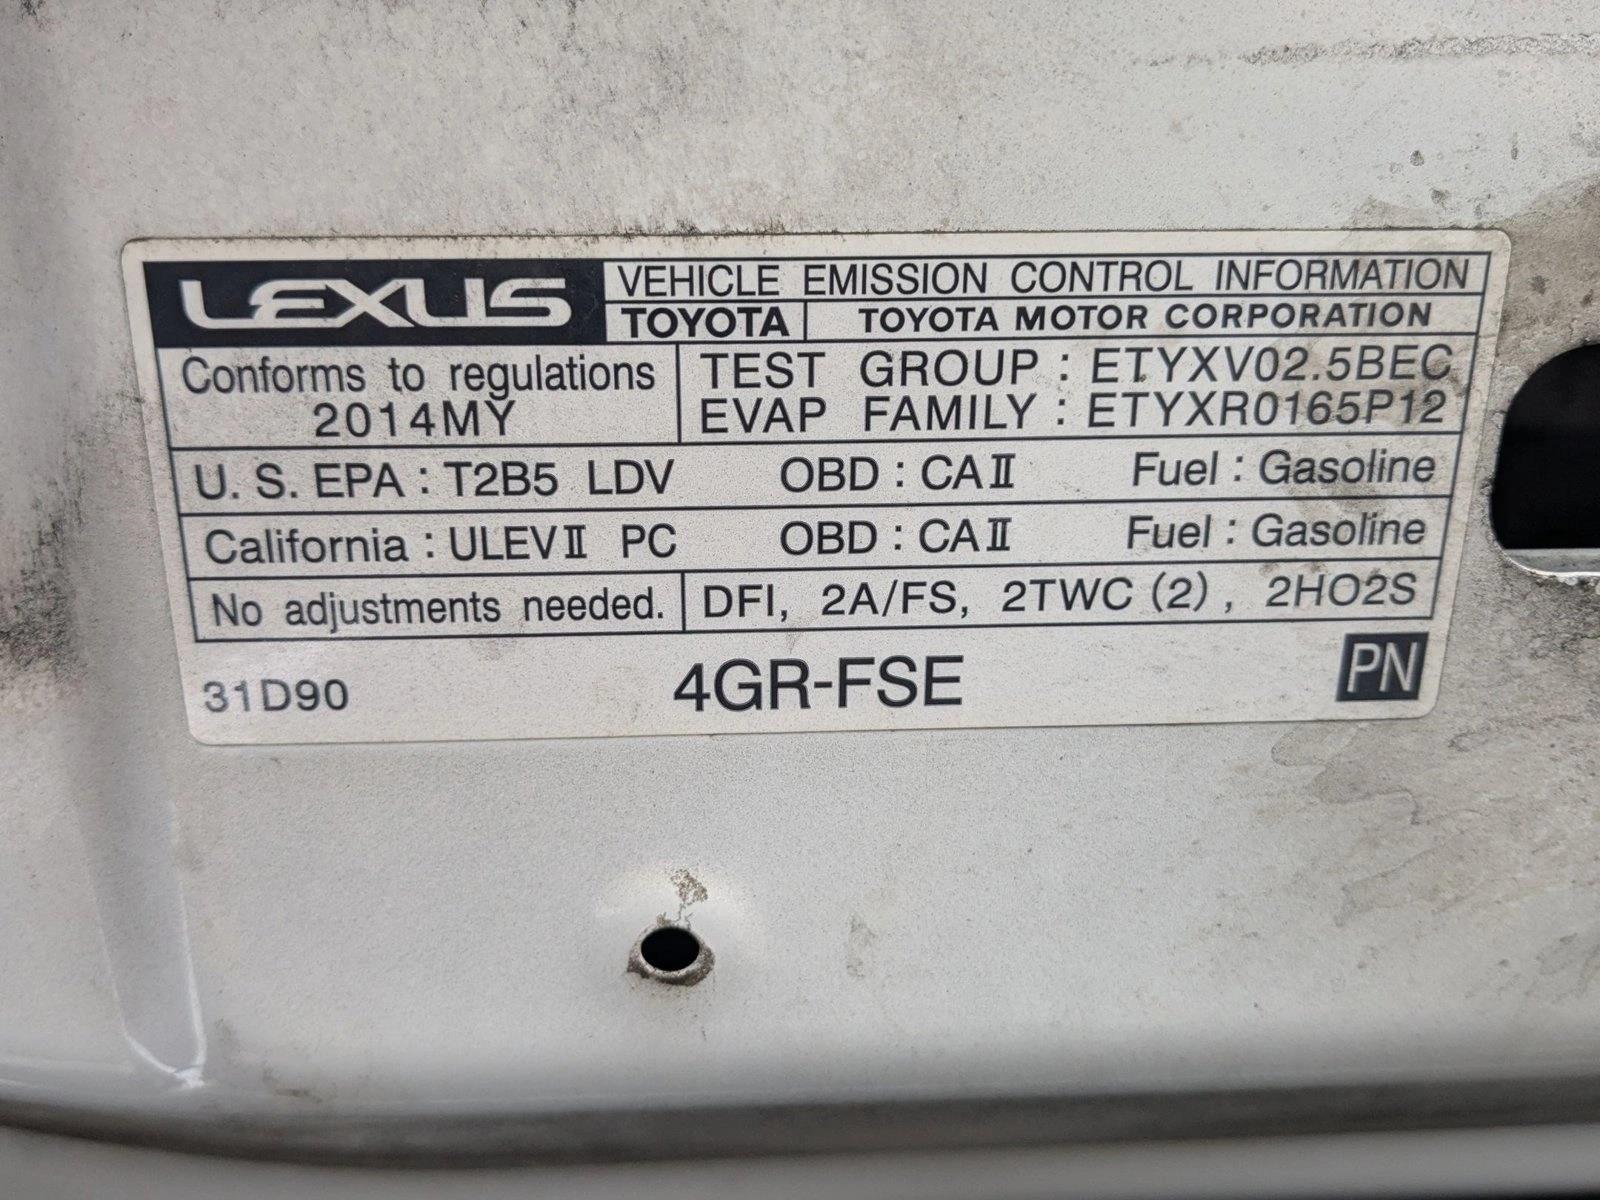 LEXUS VEHICLE EMISSION CONTROL INFORMATION
TOYOTA TOYOTA MOTOR CORPORATION
Conforms to regulations TEST GROUP : ETYXV02.5BEC
2014MY EVAP FAMILY : ETYXR0165P12
U.S. EPA : T2B5 LDV OBD : CAⅡ Fuel : Gasoline
California : ULEVⅡ PC OBD : CAⅡ Fuel : Gasoline
No adjustments needed. DFI, 2A/FS, 2TWC (2), 2HO2S
31D90 4GR-FSE PN